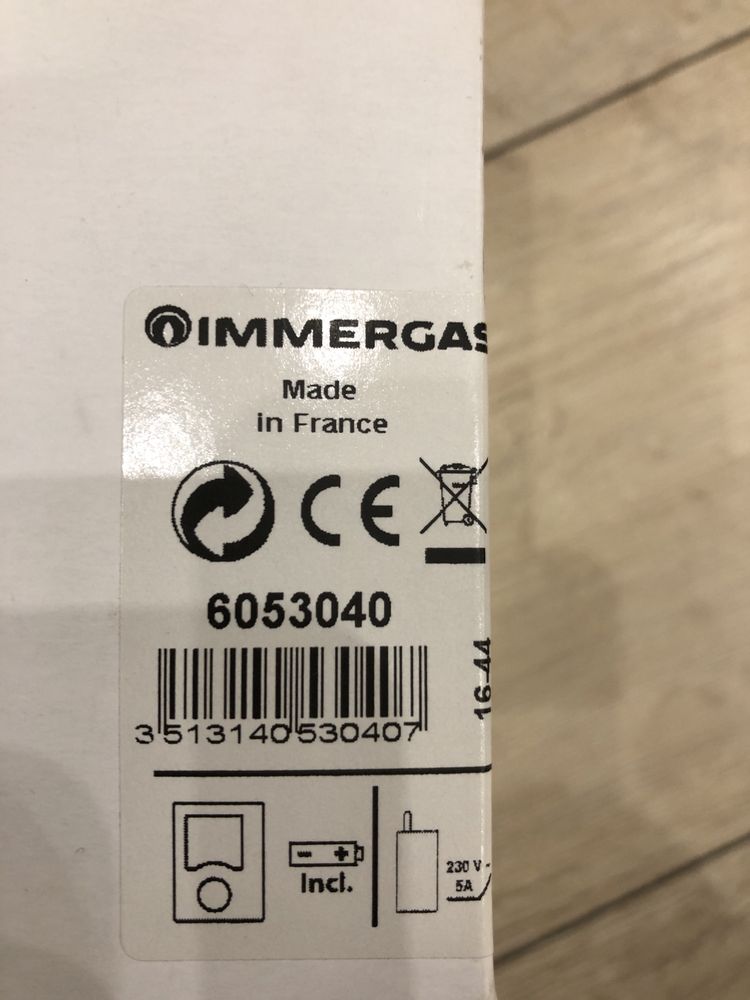 IMMERGAS
Made
in France
CE
6053040
16-44
3 513140 530407
Incl.
230 V~
5A